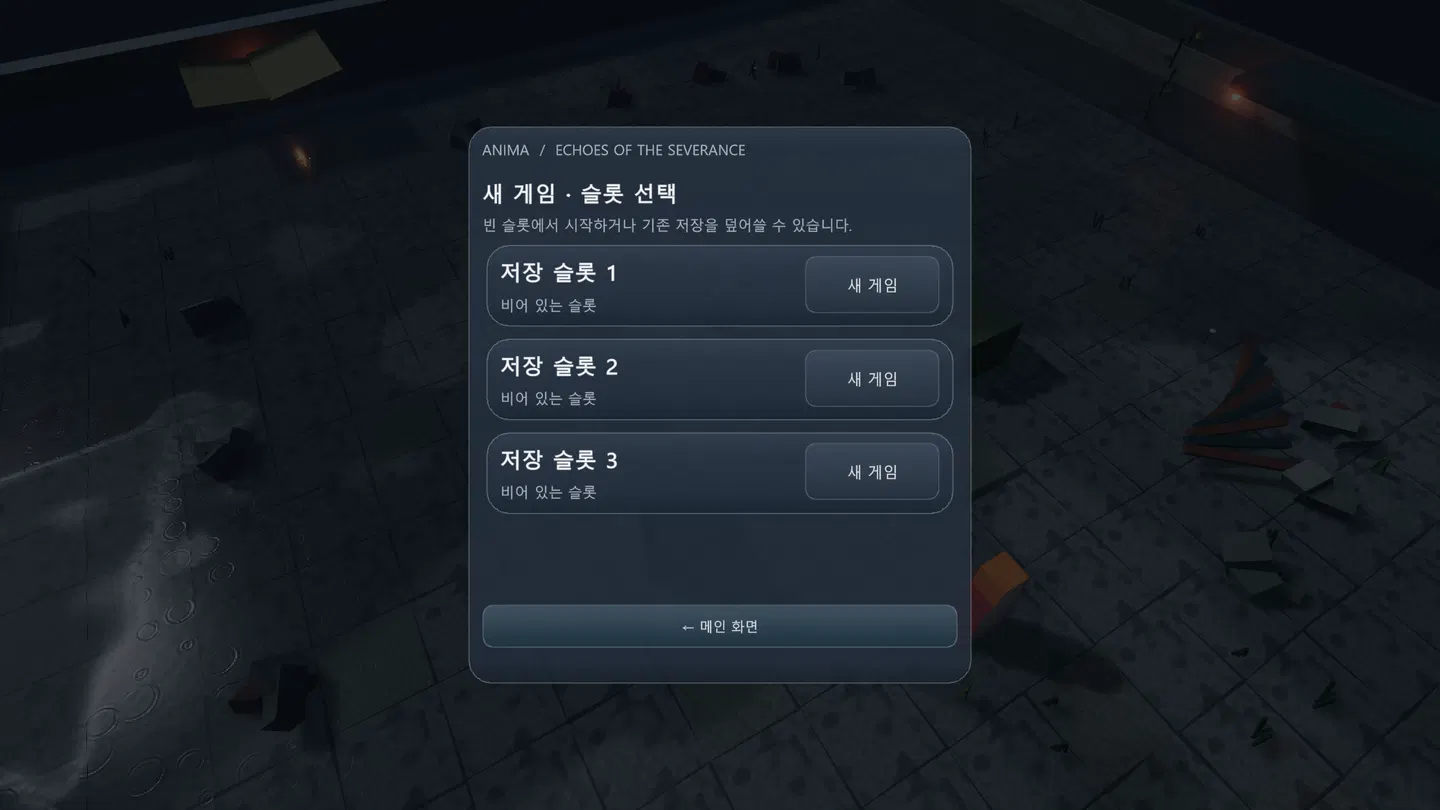 ANIMA / ECHOES OF THE SEVERANCE
새 게임 · 슬롯 선택
빈 슬롯에서 시작하거나 기존 저장을 덮어쓸 수 있습니다.
저장 슬롯 1
새 게임
비어 있는 슬롯
저장 슬롯 2
새 게임
비어 있는 슬롯
저장 슬롯 3
새 게임
비어 있는 슬롯
← 메인 화면